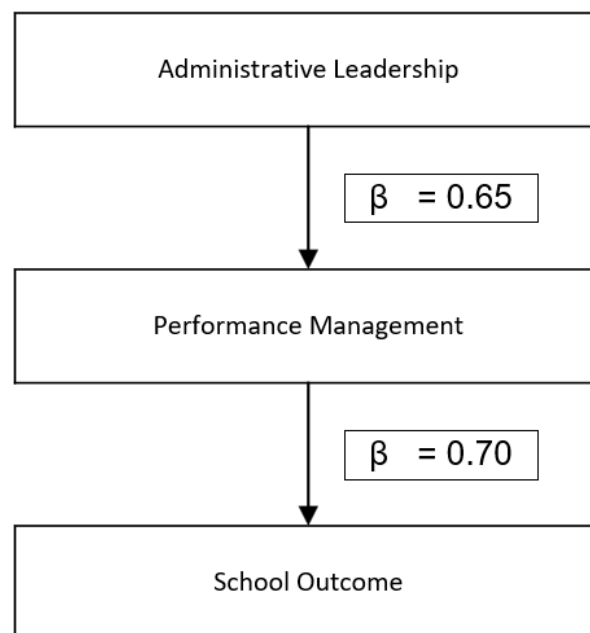 Administrative Leadership
β = 0.65
Performance Management
β = 0.70
School Outcome